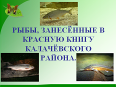 РЫБЫ, ЗАНЕСЁННЫЕ В
КРАСНУЮ КНИГУ
КАЛАЧЁВСКОГО
РАЙОНА.